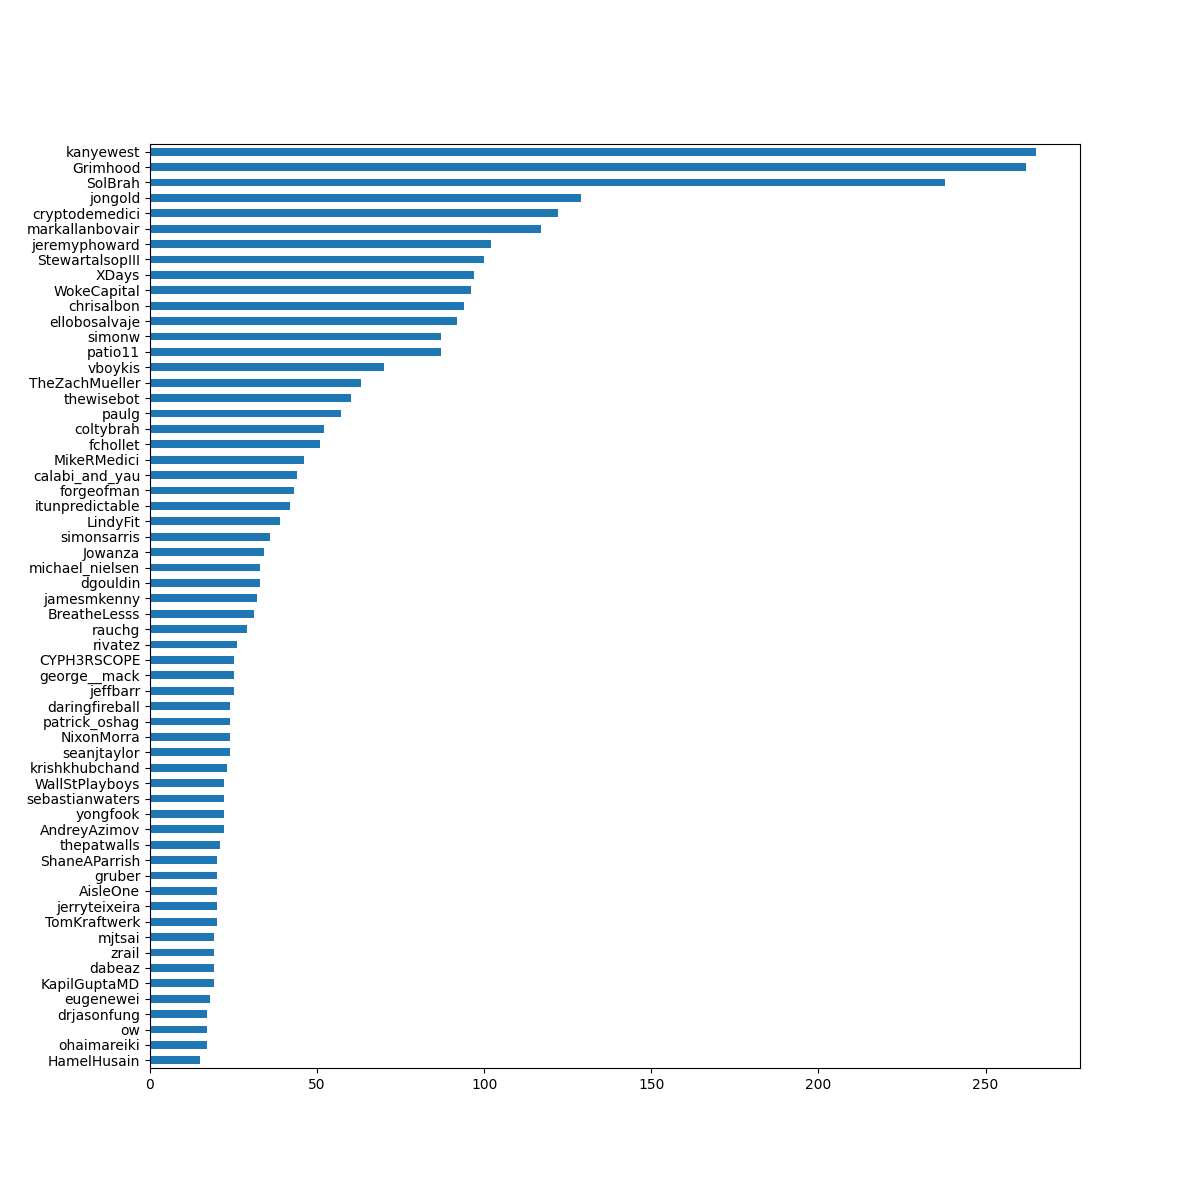 kanyewest
Grimhood
SolBrah
jongold
cryptodemedici
markallanbovair
jeremyphoward
StewartalsopIII
XDays
WokeCapital
chrisalbon
ellobosalvaje
simonw
patio11
vboykis
TheZachMueller
thewisebot
paulg
coltybrah
fchollet
MikeRMedici
calabi_and_yau
forgeofman
itunpredictable
LindyFit
simonsarris
Jowanza
michael_nielsen
dgouldin
jamesmkenny
BreatheLesss
rauchg
rivatez
CYPH3RSCOPE
george__mack
jeffbarr
daringfireball
patrick_oshag
NixonMorra
seanjtaylor
krishkhubchand
WallStPlayboys
sebastianwaters
yongfook
AndreyAzimov
thepatwalls
ShaneAParrish
gruber
AisleOne
jerryteixeira
TomKraftwerk
mjtsai
zrail
dabeaz
KapilGuptaMD
eugenewei
drjasonfung
ow
ohaimareiki
HamelHusain
0 50 100 150 200 250